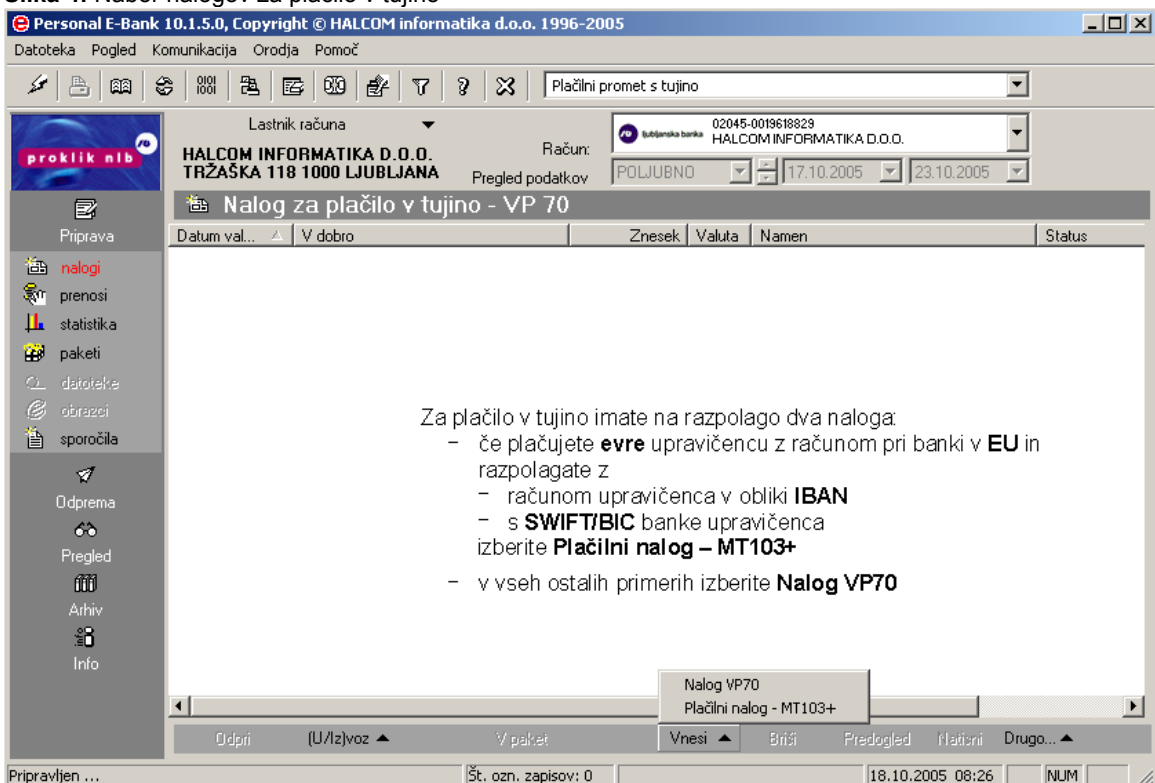 Slika 4: Nabor nalogov za plačilo v tujino
Personal E-Bank 10.1.5.0, Copyright © HALCOM informatika d.o.o. 1996-2005
Datoteka Pogled Komunikacija Orodja Pomoč
Plačilni promet s tujino
proklik nlb
Lastnik računa
HALCOM INFORMATIKA D.O.O.
TRŽAŠKA 118 1000 LJUBLJANA
Račun:
ljubljanska banka
02045-0019618829
HALCOM INFORMATIKA D.O.O.
Pregled podatkov
POLJUBNO 17.10.2005 23.10.2005
Nalog za plačilo v tujino - VP 70
Datum val... V dobro Znesek Valuta Namen Status
Priprava
nalogi
prenosi
statistika
paketi
datoteke
obrazci
sporočila
Odprema
Pregled
Arhiv
Info
Za plačilo v tujino imate na razpolago dva naloga:
– če plačujete evre upravičencu z računom pri banki v EU in
razpolagate z
– računom upravičenca v obliki IBAN
– s SWIFT/BIC banke upravičenca
izberite Plačilni nalog – MT103+
– v vseh ostalih primerih izberite Nalog VP70
Nalog VP70
Plačilni nalog - MT103+
Odpri (U/Iz)voz V paket Vnesi Briši Predogled Natisni Drugo...
Pripravljen ... Št. ozn. zapisov: 0 18.10.2005 08:26 NUM